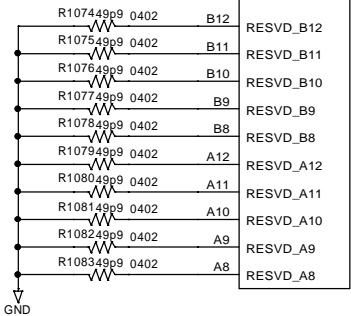 R1074 49p9 0402 B12 RESVD_B12
R1075 49p9 0402 B11 RESVD_B11
R1076 49p9 0402 B10 RESVD_B10
R1077 49p9 0402 B9 RESVD_B9
R1078 49p9 0402 B8 RESVD_B8
R1079 49p9 0402 A12 RESVD_A12
R1080 49p9 0402 A11 RESVD_A11
R1081 49p9 0402 A10 RESVD_A10
R1082 49p9 0402 A9 RESVD_A9
R1083 49p9 0402 A8 RESVD_A8
GND